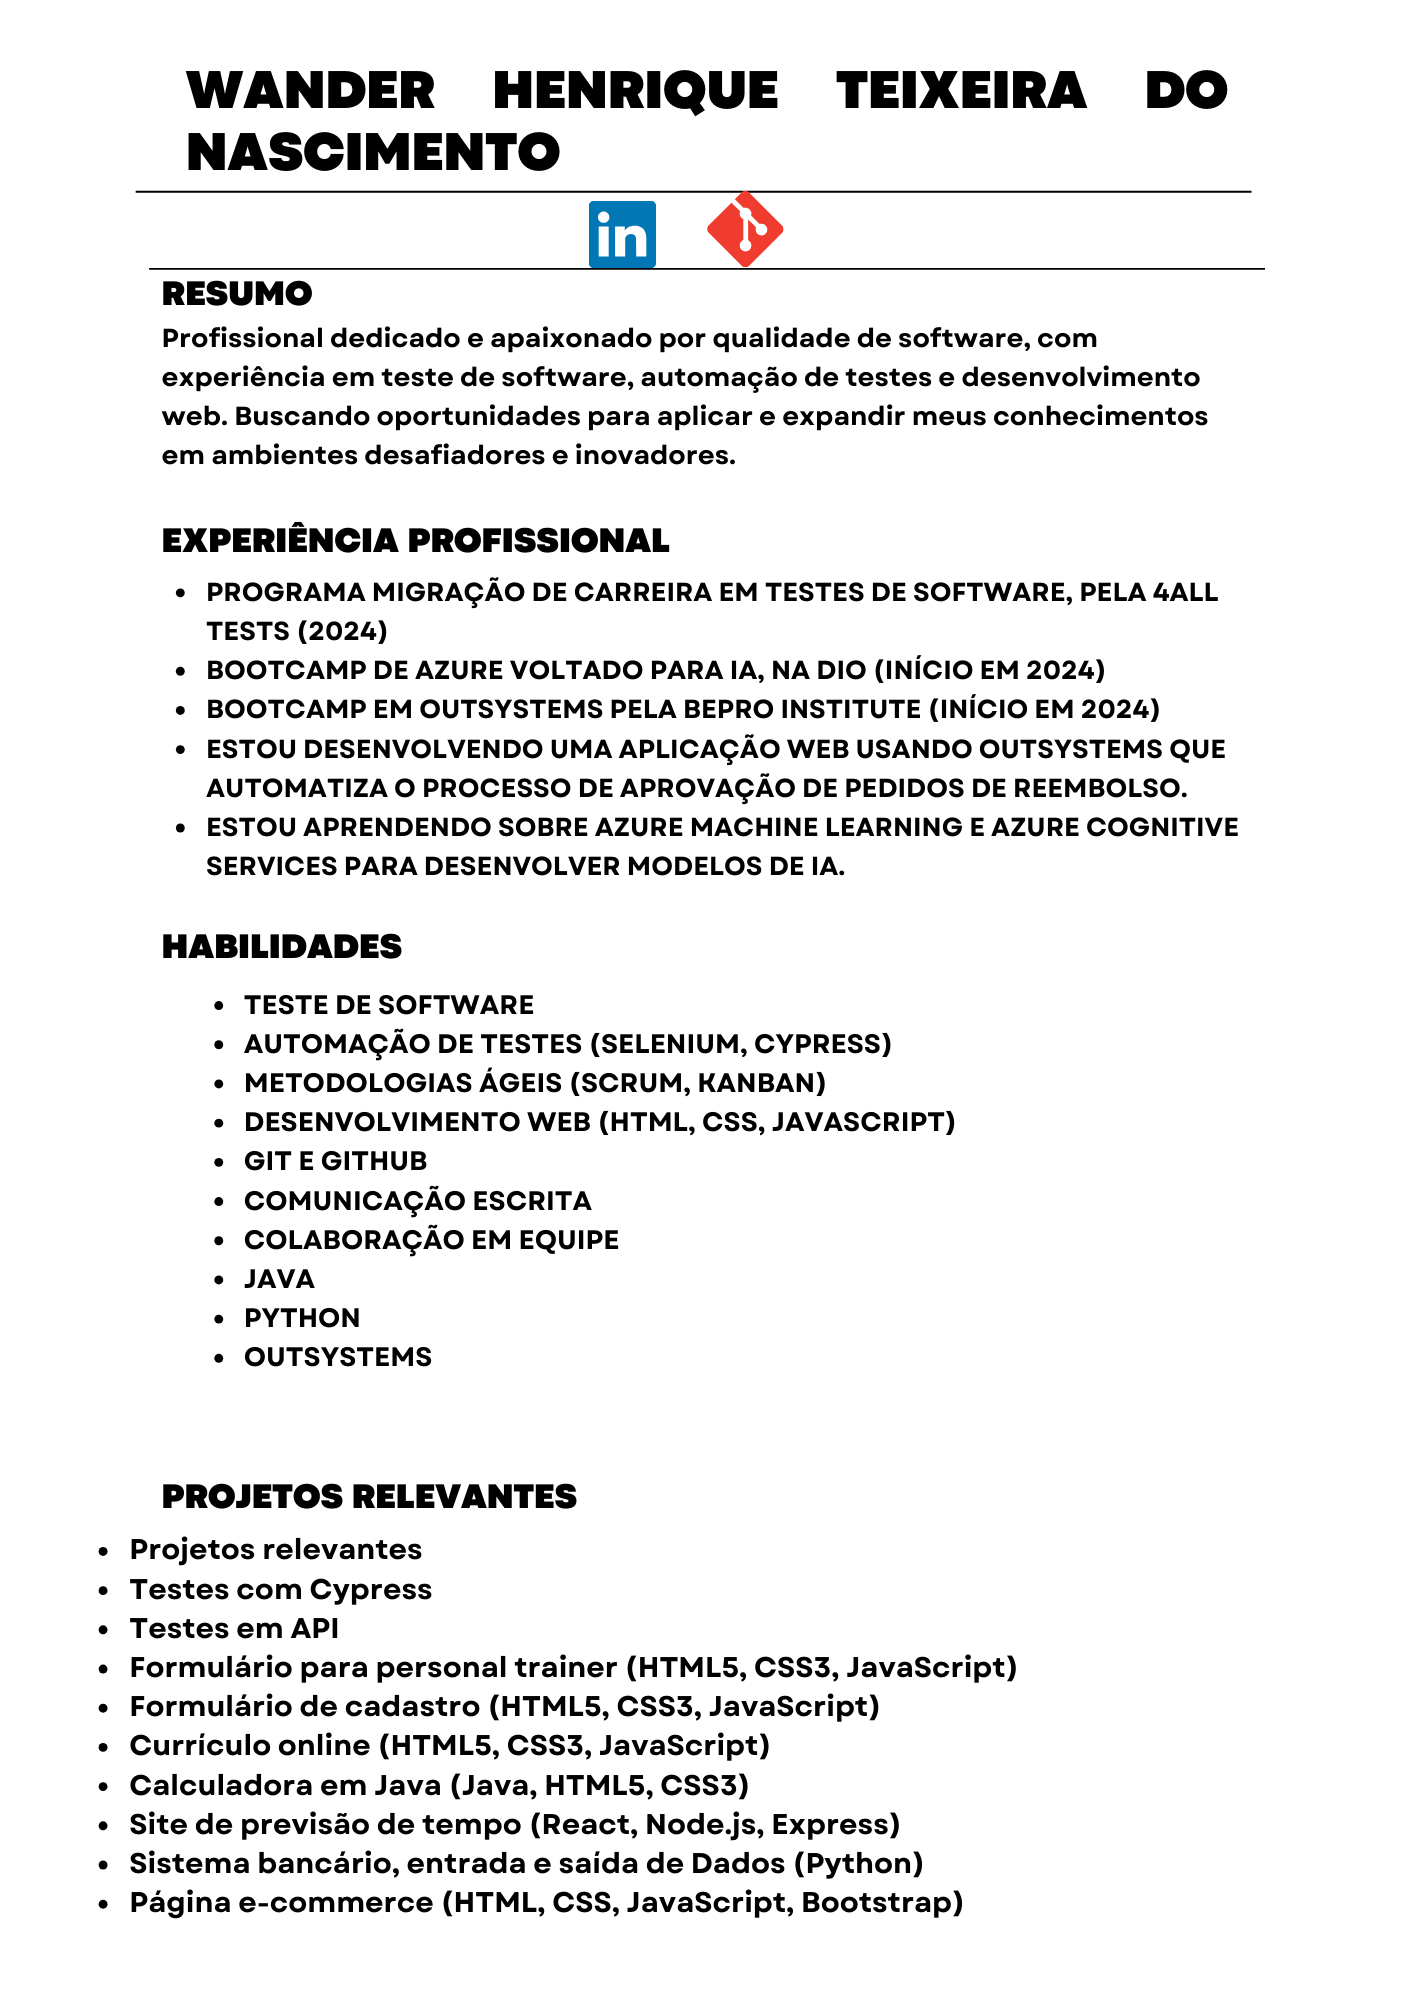 WANDER HENRIQUE TEIXEIRA DO
NASCIMENTO
in
RESUMO
Profissional dedicado e apaixonado por qualidade de software, com
experiência em teste de software, automação de testes e desenvolvimento
web. Buscando oportunidades para aplicar e expandir meus conhecimentos
em ambientes desafiadores e inovadores.
EXPERIÊNCIA PROFISSIONAL
• PROGRAMA MIGRAÇÃO DE CARREIRA EM TESTES DE SOFTWARE, PELA 4ALL
TESTS (2024)
• BOOTCAMP DE AZURE VOLTADO PARA IA, NA DIO (INÍCIO EM 2024)
• BOOTCAMP EM OUTSYSTEMS PELA BEPRO INSTITUTE (INÍCIO EM 2024)
• ESTOU DESENVOLVENDO UMA APLICAÇÃO WEB USANDO OUTSYSTEMS QUE
AUTOMATIZA O PROCESSO DE APROVAÇÃO DE PEDIDOS DE REEMBOLSO.
• ESTOU APRENDENDO SOBRE AZURE MACHINE LEARNING E AZURE COGNITIVE
SERVICES PARA DESENVOLVER MODELOS DE IA.
HABILIDADES
• TESTE DE SOFTWARE
• AUTOMAÇÃO DE TESTES (SELENIUM, CYPRESS)
• METODOLOGIAS ÁGEIS (SCRUM, KANBAN)
• DESENVOLVIMENTO WEB (HTML, CSS, JAVASCRIPT)
• GIT E GITHUB
• COMUNICAÇÃO ESCRITA
• COLABORAÇÃO EM EQUIPE
• JAVA
• PYTHON
• OUTSYSTEMS
PROJETOS RELEVANTES
• Projetos relevantes
• Testes com Cypress
• Testes em API
• Formulário para personal trainer (HTML5, CSS3, JavaScript)
• Formulário de cadastro (HTML5, CSS3, JavaScript)
• Currículo online (HTML5, CSS3, JavaScript)
• Calculadora em Java (Java, HTML5, CSS3)
• Site de previsão de tempo (React, Node.js, Express)
• Sistema bancário, entrada e saída de Dados (Python)
• Página e-commerce (HTML, CSS, JavaScript, Bootstrap)